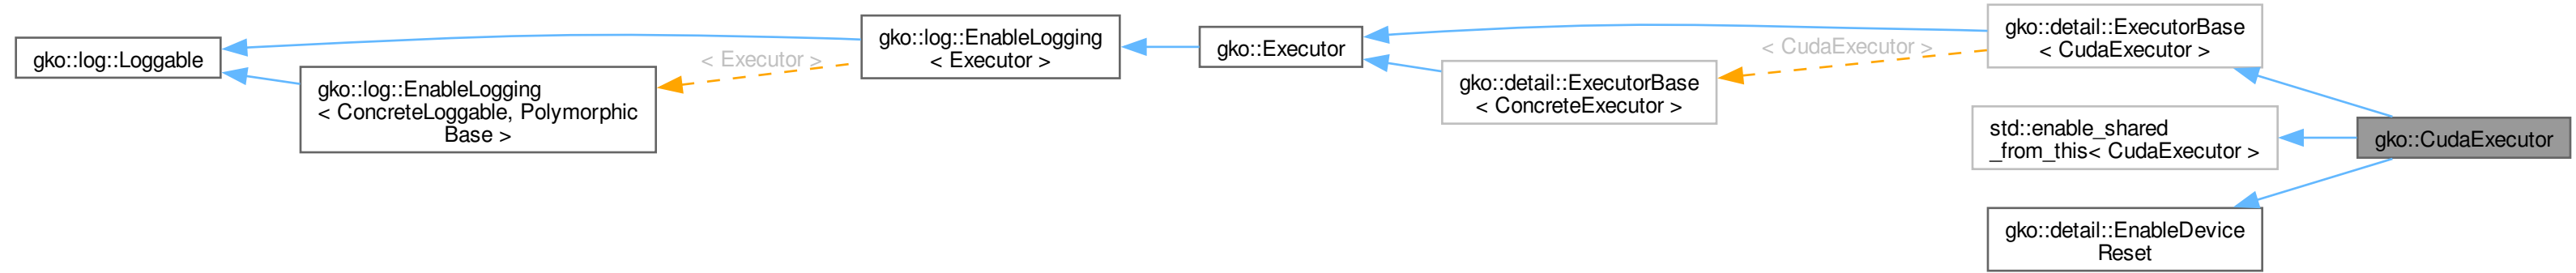 gko::log::Loggable
gko::log::EnableLogging
< ConcreteLoggable, Polymorphic
Base >
< Executor >
gko::log::EnableLogging
< Executor >
gko::Executor
gko::detail::ExecutorBase
< ConcreteExecutor >
< CudaExecutor >
gko::detail::ExecutorBase
< CudaExecutor >
std::enable_shared
_from_this< CudaExecutor >
gko::detail::EnableDevice
Reset
gko::CudaExecutor